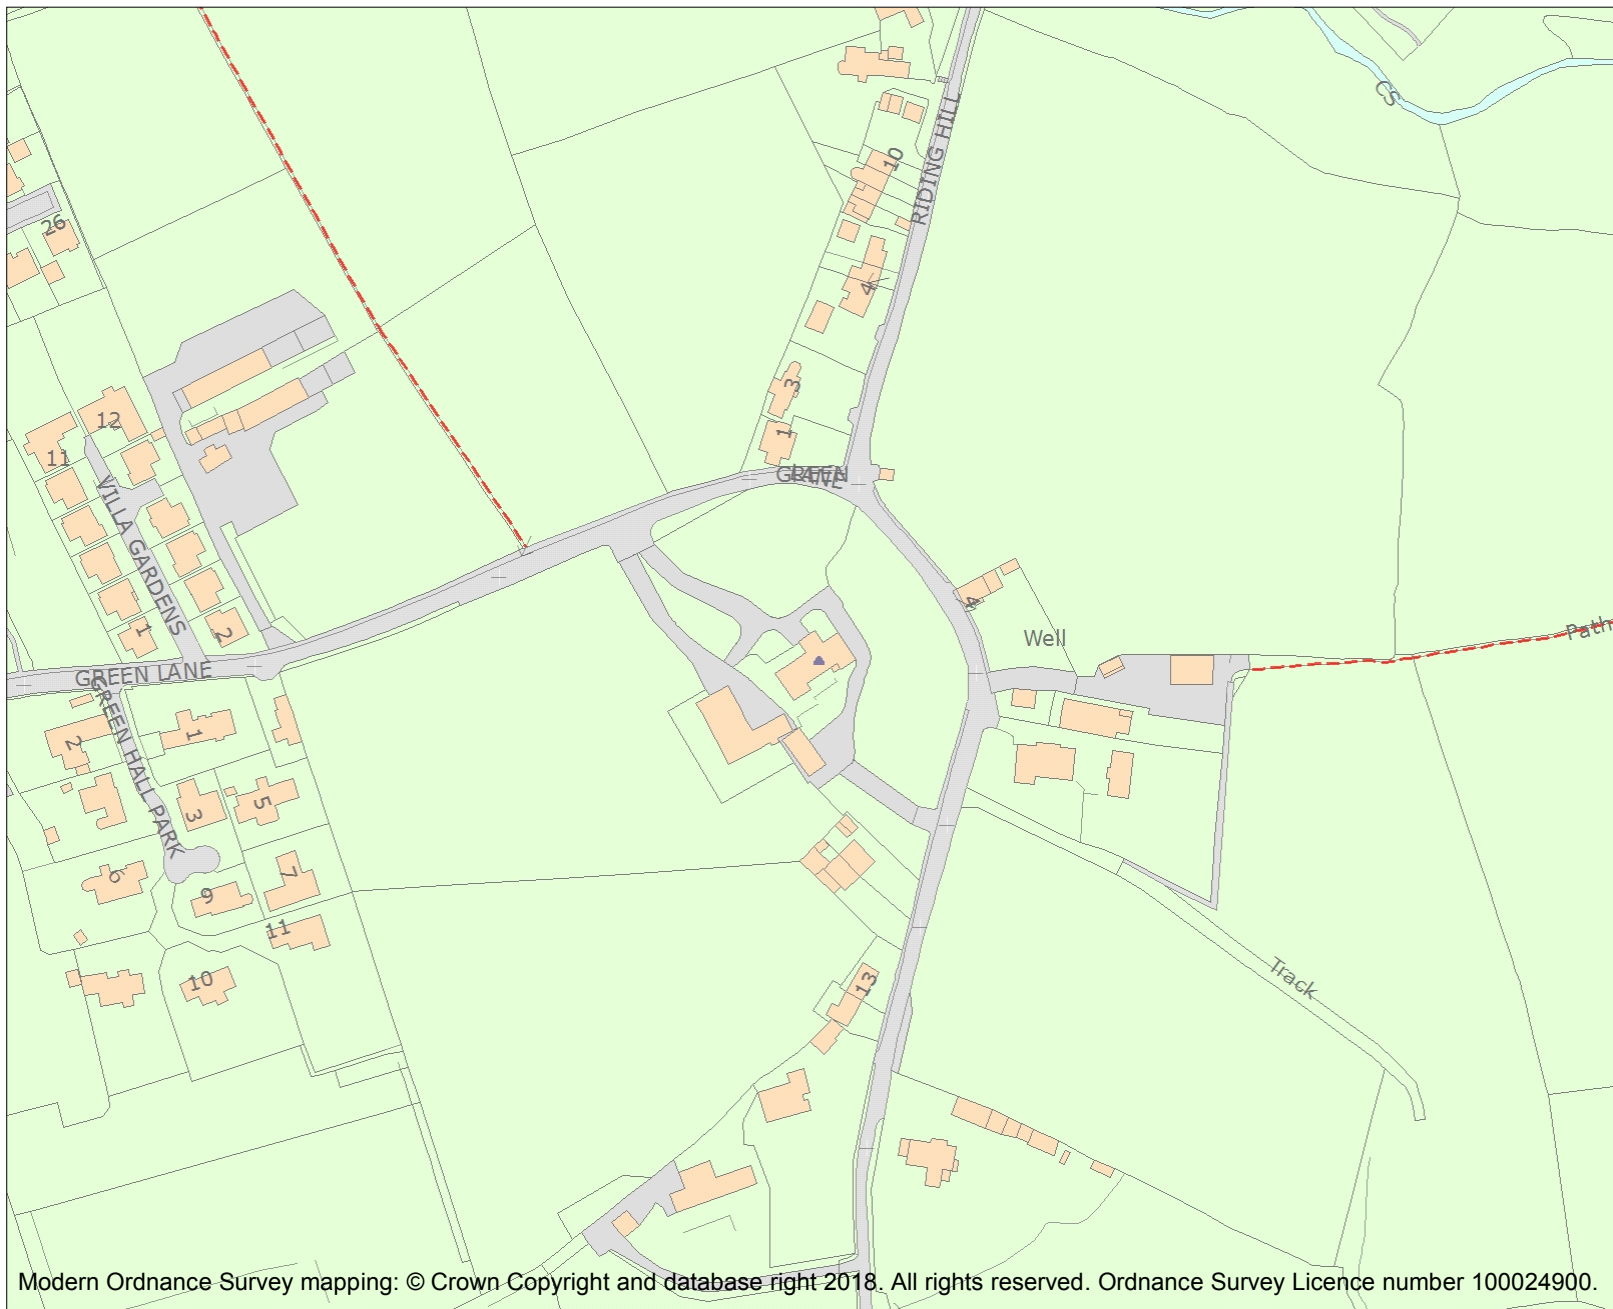 CS
RIDING HILL
10
26
4
3
12
1
11
GREEN
LANE
VILLA GARDENS
4
1
2
Well
Path
GREEN LANE
GREEN HALL PARK
2
1
3
5
6
7
9
11
10
13
Track
Modern Ordnance Survey mapping: © Crown Copyright and database right 2018. All rights reserved. Ordnance Survey Licence number 100024900.